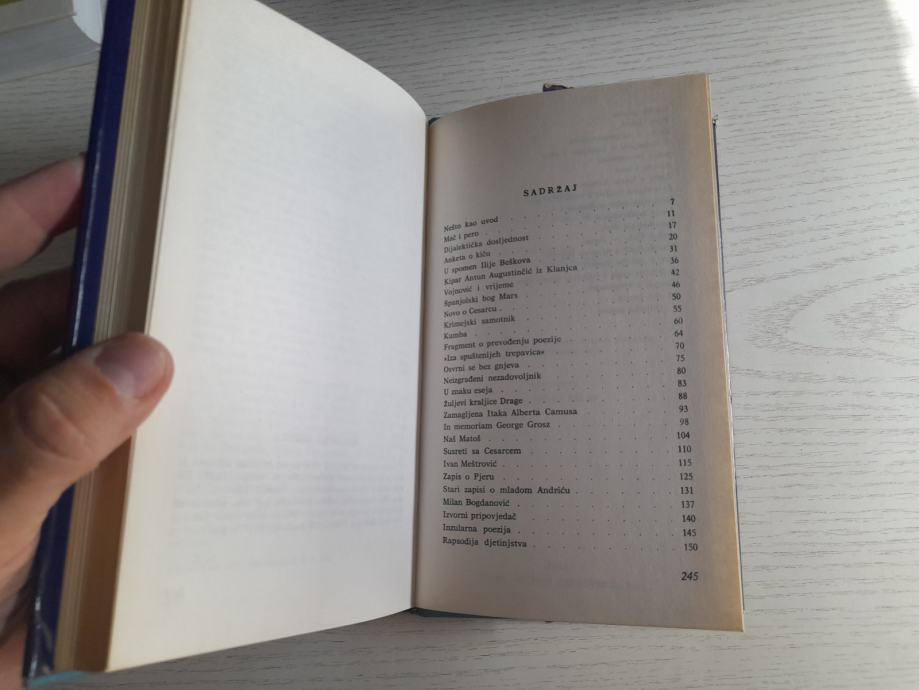 SADRŽAJ
Nešto kao uvod . . . . . . . . 7
Mač i pero . . . . . . . . 11
Dijalektička dosljednost . . . . . . . . 17
Anketa o kiču . . . . . . . . 20
U spomen Ilije Beškova . . . . . . . . 31
Kipar Antun Augustinčić iz Klanjca . . . . . . 36
Vojnović i vrijeme . . . . . . . . 42
Španjolski bog Mars . . . . . . . . 46
Novo o Cesarcu . . . . . . . . 50
Krimejski samotnik . . . . . . . . 55
Kamba . . . . . . . . 60
Fragment o prevođenju poezije . . . . . . 64
»Iza spuštenijeh trepavica« . . . . . . 70
Osvrni se bez gnjeva . . . . . . . . 75
Neizgrađeni nezadovoljnik . . . . . . . . 80
U znaku eseja . . . . . . . . 83
Žuljevi kraljice Drage . . . . . . . . 88
Zamagljena Itaka Alberta Camusa . . . . . . 93
In memoriam George Grosz . . . . . . . . 98
Naš Matoš . . . . . . . . 104
Susreti sa Cesarcem . . . . . . . . 110
Ivan Meštrović . . . . . . . . 115
Zapis o Pjeru . . . . . . . . 125
Stari zapisi o mladom Andriću . . . . . . 131
Milan Bogdanović . . . . . . . . 137
Izvorni pripovjedač . . . . . . . . 140
Inzularna poezija . . . . . . . . 145
Rapsodija djetinjstva . . . . . . . . 150
245